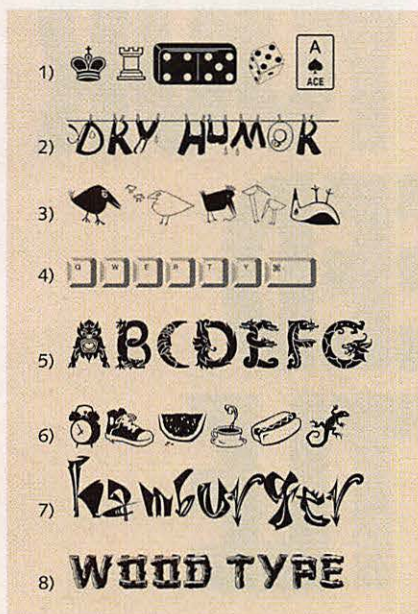 1) A ACE
2) DRY HUMOR
3)
4) Q W E R T Y ⌘
5) ABCDEFG
6)
7) hamburger
8) WOOD TYPE